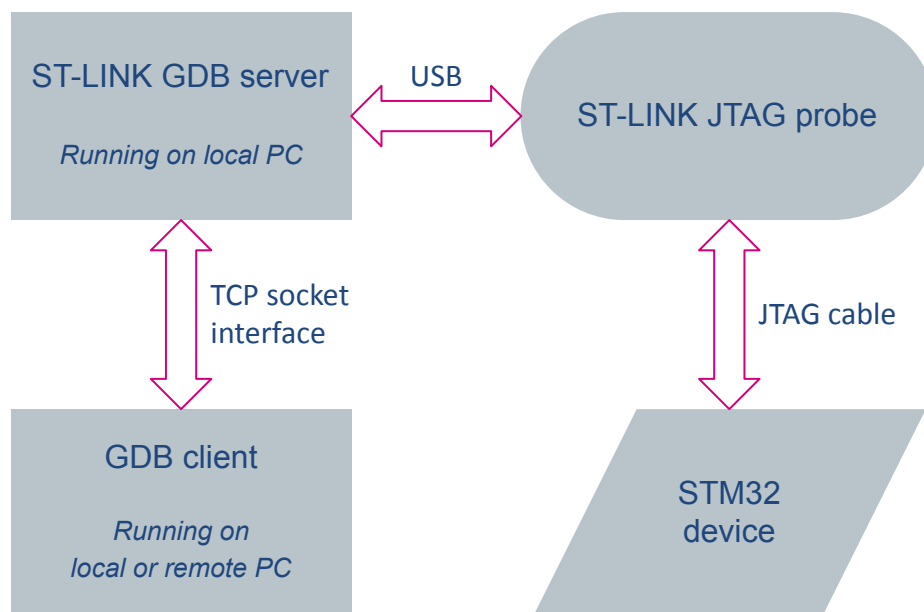 ST-LINK GDB server
Running on local PC
USB
ST-LINK JTAG probe
TCP socket
interface
JTAG cable
GDB client
Running on
local or remote PC
STM32
device